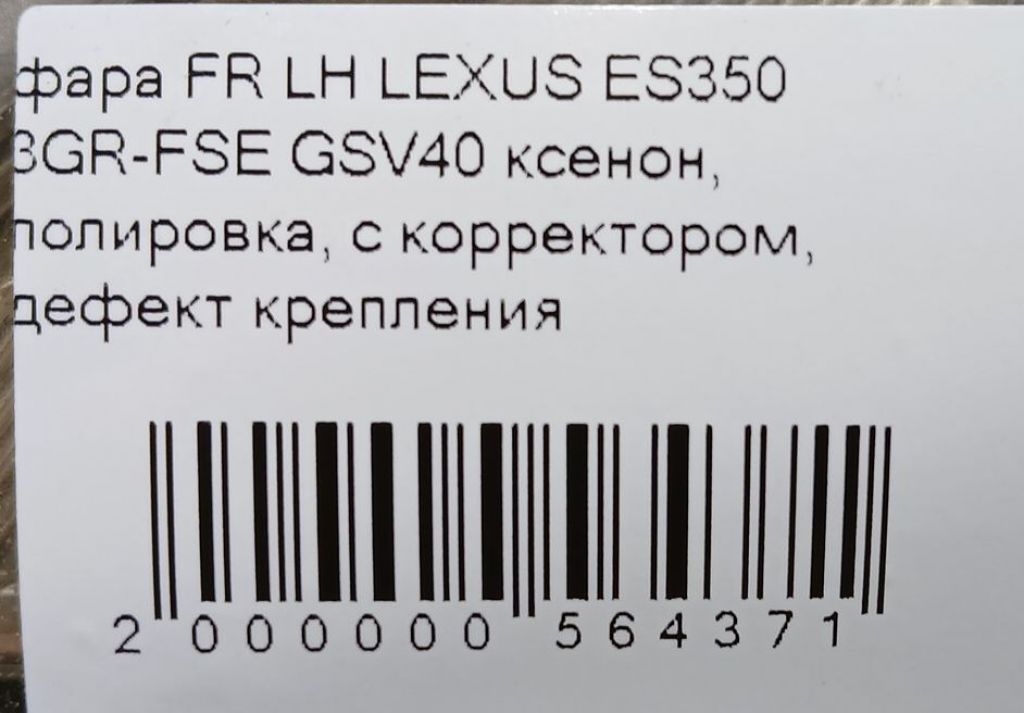 фара FR LH LEXUS ES350
3GR-FSE GSV40 ксенон,
полировка, с корректором,
дефект крепления
2 000000 564371